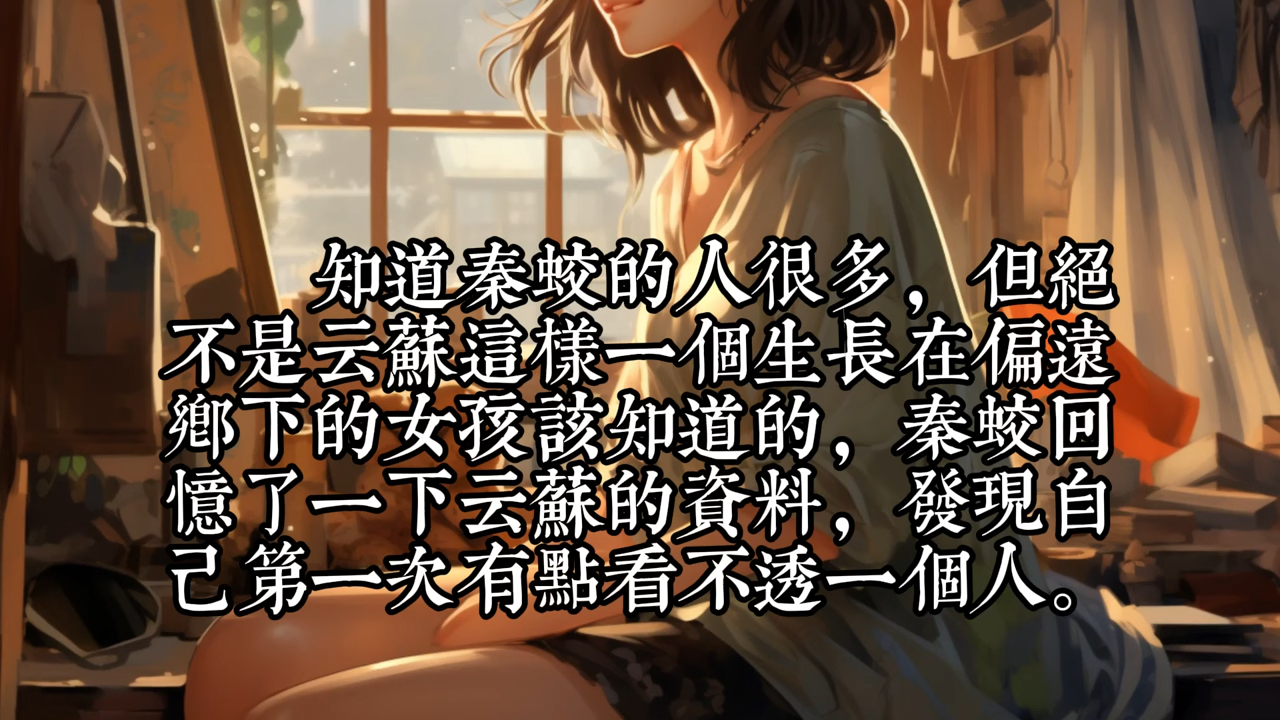 知道秦蛟的人很多，但絕
不是云蘇這樣一個生長在偏遠
鄉下的女孩該知道的，秦蛟回
憶了一下云蘇的資料，發現自
己第一次有點看不透一個人。